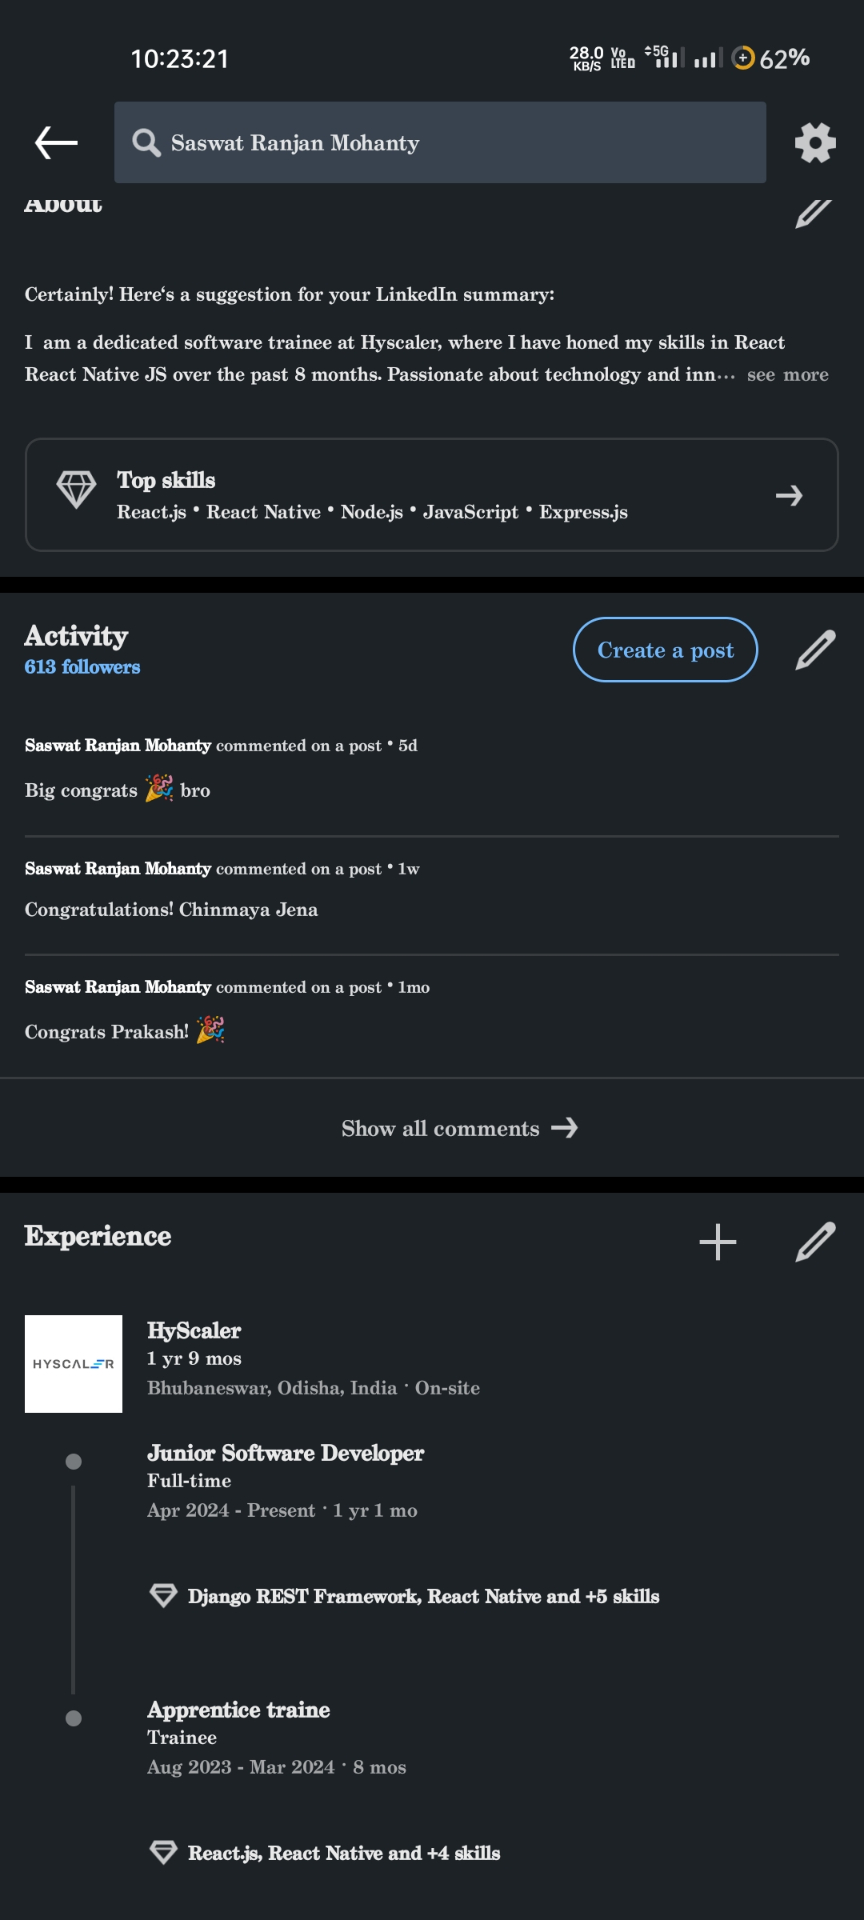 10:23:21
28.0 KB/S Vo LTED 5G 62%
Saswat Ranjan Mohanty
About
Certainly! Here's a suggestion for your LinkedIn summary:
I am a dedicated software trainee at Hyscaler, where I have honed my skills in React
React Native JS over the past 8 months. Passionate about technology and inn... see more
Top skills
React.js • React Native • Node.js • JavaScript • Express.js
Activity
613 followers
Create a post
Saswat Ranjan Mohanty commented on a post • 5d
Big congrats 🎉 bro
Saswat Ranjan Mohanty commented on a post • 1w
Congratulations! Chinmaya Jena
Saswat Ranjan Mohanty commented on a post • 1mo
Congrats Prakash! 🎉
Show all comments →
Experience
HYSCALER
HyScaler
1 yr 9 mos
Bhubaneswar, Odisha, India · On-site
Junior Software Developer
Full-time
Apr 2024 - Present · 1 yr 1 mo
Django REST Framework, React Native and +5 skills
Apprentice traine
Trainee
Aug 2023 - Mar 2024 · 8 mos
React.js, React Native and +4 skills